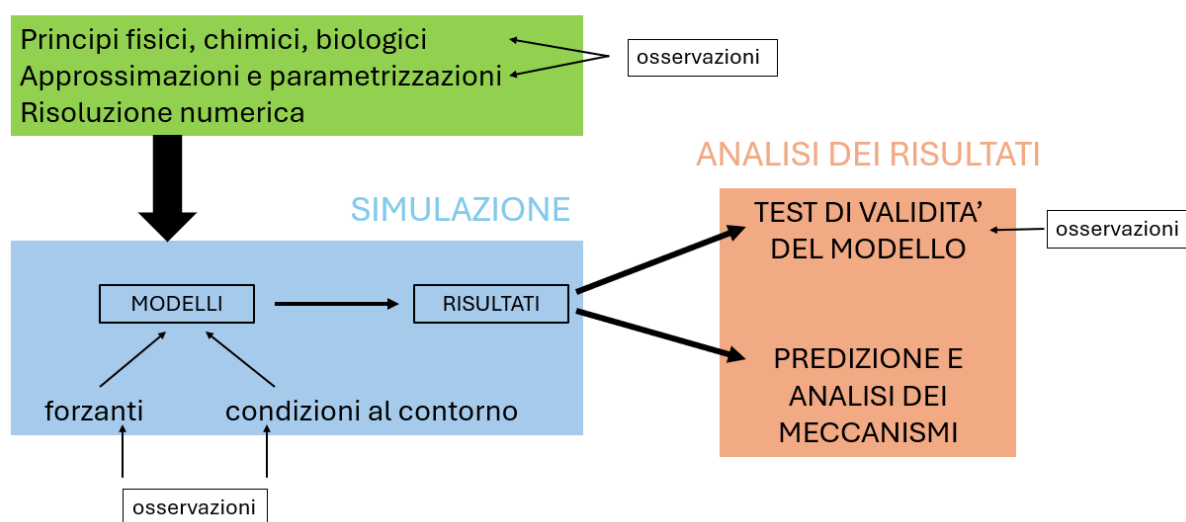 Principi fisici, chimici, biologici
Approssimazioni e parametrizzazioni
Risoluzione numerica
osservazioni
ANALISI DEI RISULTATI
SIMULAZIONE
TEST DI VALIDITA’
DEL MODELLO
osservazioni
MODELLI
RISULTATI
PREDIZIONE E
ANALISI DEI
MECCANISMI
forzanti
condizioni al contorno
osservazioni